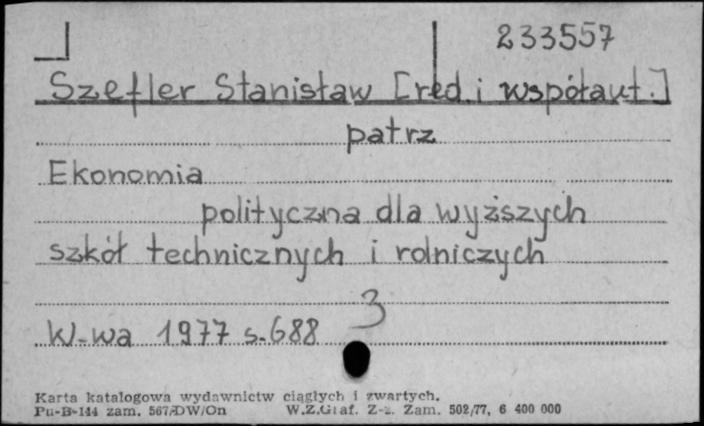 233557
Szefler Stanisław [red. i współaut.]
patrz
Ekonomia
polityczna dla wyższych
szkół technicznych i rolniczych
3
W-wa 1977 s. 688
Karta katalogowa wydawnictw ciągłych i zwartych.
Pu-B-144 zam. 567/DW/On W.Z.Graf. Z-z. Zam. 502/77, 6 400 000